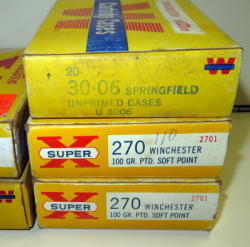 20
30-06 SPRINGFIELD
UNPRIMED CASES
U 3006
W
110
X
SUPER
270 WINCHESTER
2701
100 GR. PTD. SOFT POINT
X
SUPER
270 WINCHESTER
2701
100 GR. PTD. SOFT POINT